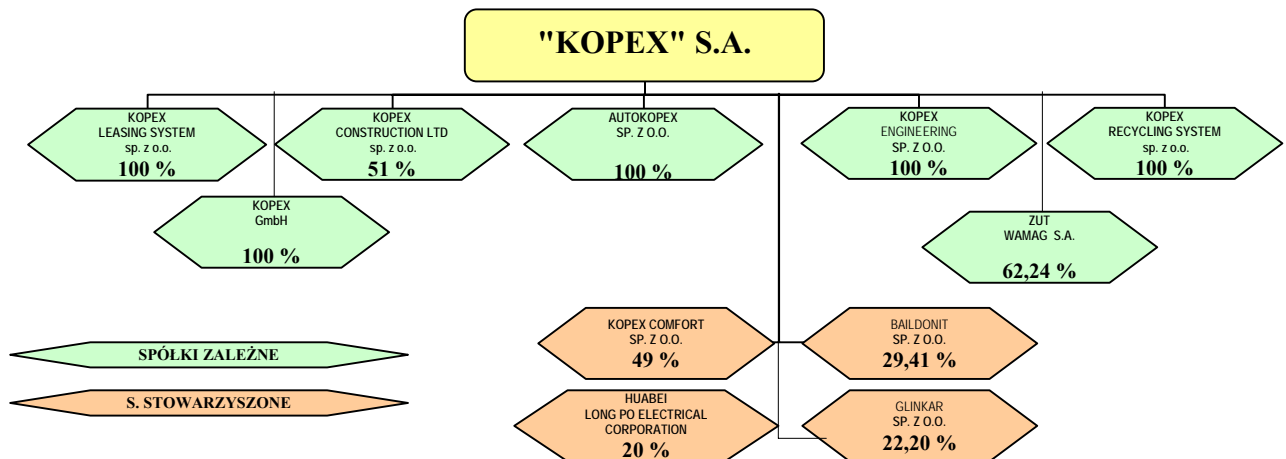 "KOPEX" S.A.
KOPEX
LEASING SYSTEM
sp. z o.o.
100 %
KOPEX
CONSTRUCTION LTD
sp. z o.o.
51 %
AUTOKOPEX
SP. Z O.O.
100 %
KOPEX
ENGINEERING
SP. Z O.O.
100 %
KOPEX
RECYCLING SYSTEM
sp. z o.o.
100 %
KOPEX
GmbH
100 %
ZUT
WAMAG S.A.
62,24 %
KOPEX COMFORT
SP. Z O.O.
49 %
BAILDONIT
SP. Z O.O.
29,41 %
SPÓŁKI ZALEŻNE
S. STOWARZYSZONE
HUABEI
LONG PO ELECTRICAL
CORPORATION
20 %
GLINKAR
SP. Z O.O.
22,20 %